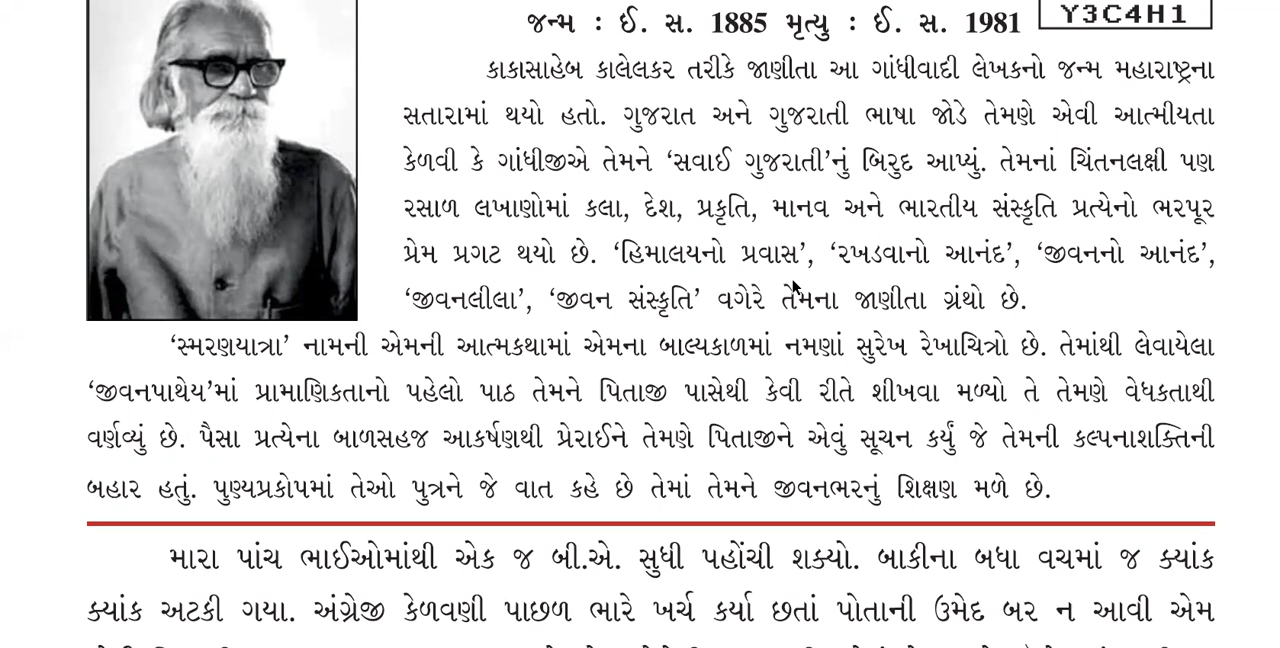 જન્મ : ઈ. સ. 1885 મૃત્યુ : ઈ. સ. 1981
Y3C4H1
કાકાસાહેબ કાલેલકર તરીકે જાણીતા આ ગાંધીવાદી લેખકનો જન્મ મહારાષ્ટ્રના
સતારામાં થયો હતો. ગુજરાત અને ગુજરાતી ભાષા જોડે તેમણે એવી આત્મીયતા
કેળવી કે ગાંધીજીએ તેમને ‘સવાઈ ગુજરાતી’નું બિરુદ આપ્યું. તેમનાં ચિંતનલક્ષી પણ
રસાળ લખાણોમાં કલા, દેશ, પ્રકૃતિ, માનવ અને ભારતીય સંસ્કૃતિ પ્રત્યેનો ભરપૂર
પ્રેમ પ્રગટ થયો છે. ‘હિમાલયનો પ્રવાસ’, ‘રખડવાનો આનંદ’, ‘જીવનનો આનંદ’,
‘જીવનલીલા’, ‘જીવન સંસ્કૃતિ’ વગેરે તેમના જાણીતા ગ્રંથો છે.
‘સ્મરણયાત્રા’ નામની એમની આત્મકથામાં એમના બાલ્યકાળમાં નમણાં સુરેખ રેખાચિત્રો છે. તેમાંથી લેવાયેલા
‘જીવનપાથેય’માં પ્રામાણિકતાનો પહેલો પાઠ તેમને પિતાજી પાસેથી કેવી રીતે શીખવા મળ્યો તે તેમણે વેધકતાથી
વર્ણવ્યું છે. પૈસા પ્રત્યેના બાળસહજ આકર્ષણથી પ્રેરાઈને તેમણે પિતાજીને એવું સૂચન કર્યું જે તેમની કલ્પનાશક્તિની
બહાર હતું. પુણ્યપ્રકોપમાં તેઓ પુત્રને જે વાત કહે છે તેમાં તેમને જીવનભરનું શિક્ષણ મળે છે.
મારા પાંચ ભાઈઓમાંથી એક જ બી.એ. સુધી પહોંચી શક્યો. બાકીના બધા વચમાં જ ક્યાંક
ક્યાંક અટકી ગયા. અંગ્રેજી કેળવણી પાછળ ભારે ખર્ચ કર્યા છતાં પોતાની ઉમેદ બર ન આવી એમ